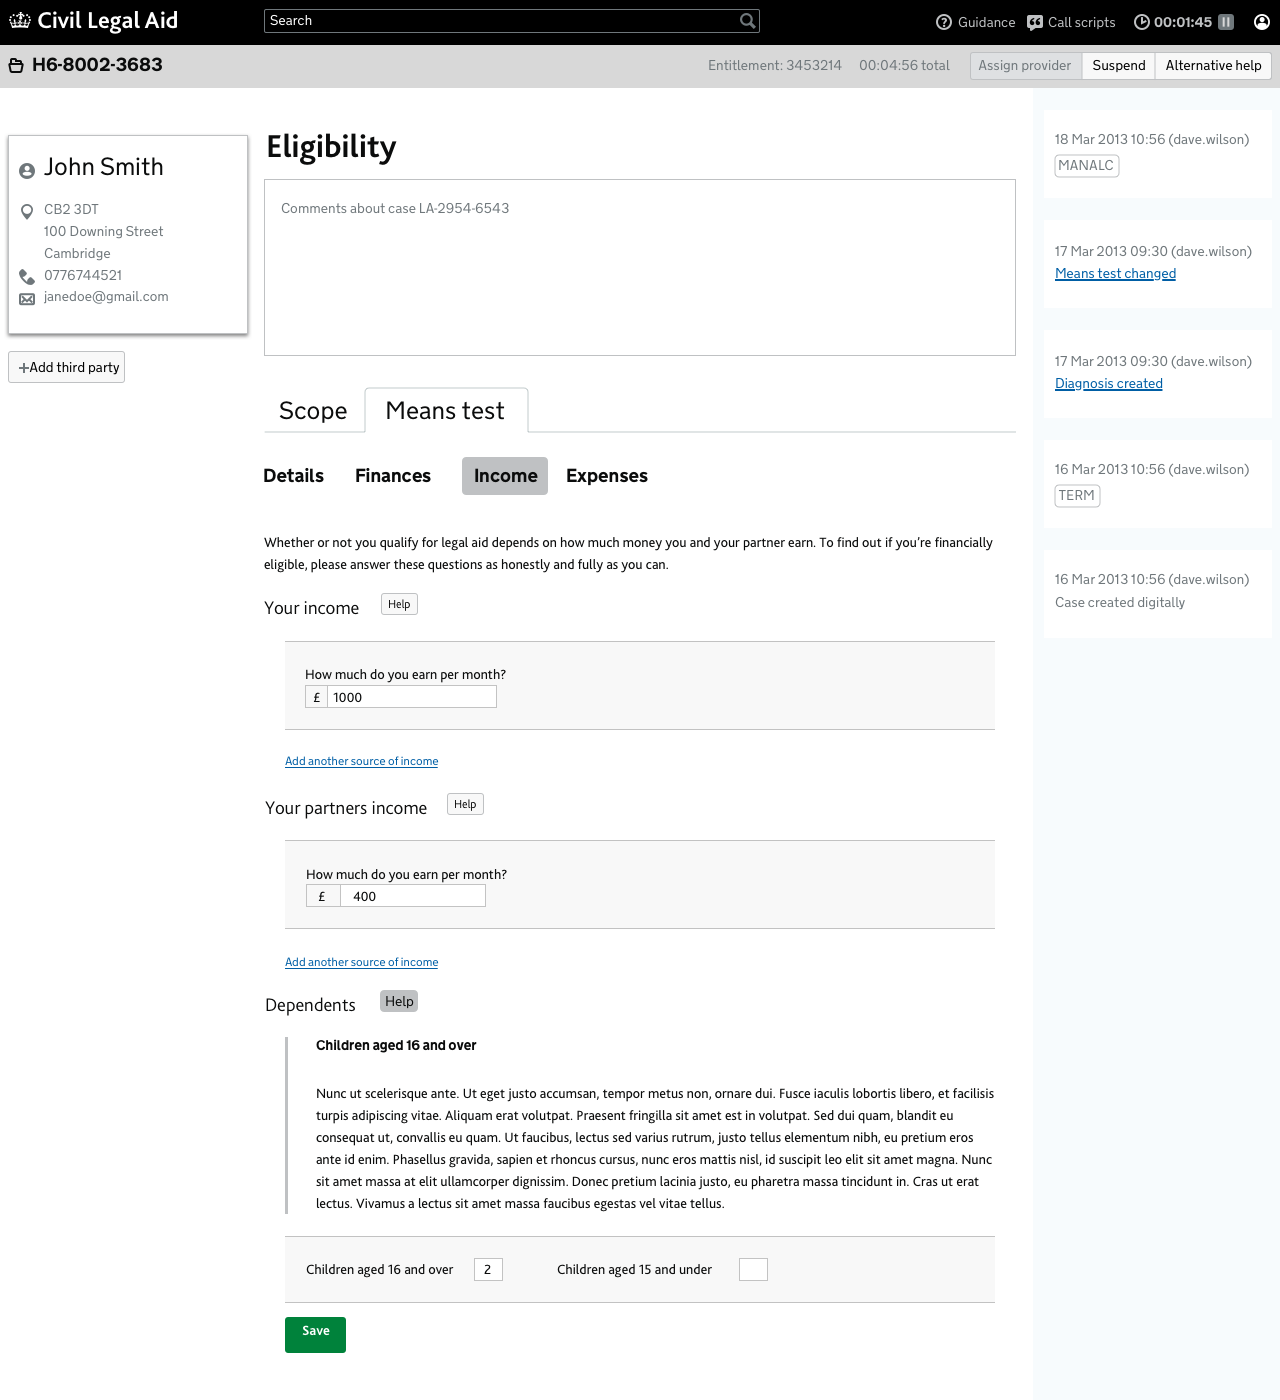 Civil Legal Aid
Search
Guidance
Call scripts
00:01:45
H6-8002-3683
Entitlement: 3453214
00:04:56 total
Assign provider
Suspend
Alternative help
John Smith
CB2 3DT
100 Downing Street
Cambridge
0776744521
janedoe@gmail.com
+Add third party
Eligibility
Comments about case LA-2954-6543
Scope
Means test
Details
Finances
Income
Expenses
Whether or not you qualify for legal aid depends on how much money you and your partner earn. To find out if you’re financially
eligible, please answer these questions as honestly and fully as you can.
Your income
Help
How much do you earn per month?
£ 1000
Add another source of income
Your partners income
Help
How much do you earn per month?
£ 400
Add another source of income
Dependents
Help
Children aged 16 and over
Nunc ut scelerisque ante. Ut eget justo accumsan, tempor metus non, ornare dui. Fusce iaculis lobortis libero, et facilisis
turpis adipiscing vitae. Aliquam erat volutpat. Praesent fringilla sit amet est in volutpat. Sed dui quam, blandit eu
consequat ut, convallis eu quam. Ut faucibus, lectus sed varius rutrum, justo tellus elementum nibh, eu pretium eros
ante id enim. Phasellus gravida, sapien et rhoncus cursus, nunc eros mattis nisl, id suscipit leo elit sit amet magna. Nunc
sit amet massa at elit ullamcorper dignissim. Donec pretium lacinia justo, eu pharetra massa tincidunt in. Cras ut erat
lectus. Vivamus a lectus sit amet massa faucibus egestas vel vitae tellus.
Children aged 16 and over
2
Children aged 15 and under
Save
18 Mar 2013 10:56 (dave.wilson)
MANALC
17 Mar 2013 09:30 (dave.wilson)
Means test changed
17 Mar 2013 09:30 (dave.wilson)
Diagnosis created
16 Mar 2013 10:56 (dave.wilson)
TERM
16 Mar 2013 10:56 (dave.wilson)
Case created digitally